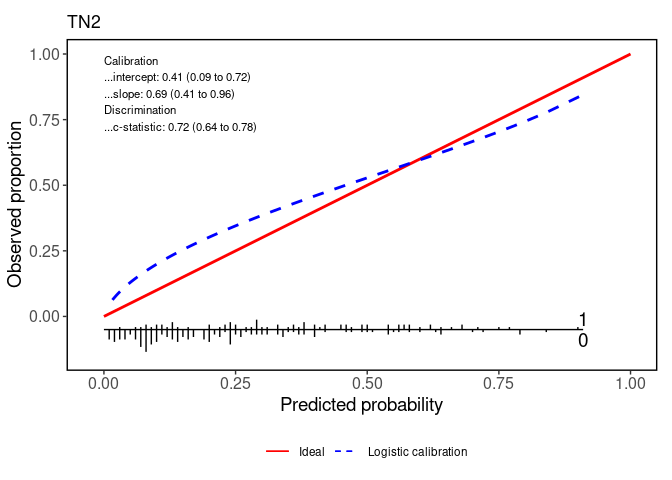 TN2
Calibration
...intercept: 0.41 (0.09 to 0.72)
...slope: 0.69 (0.41 to 0.96)
Discrimination
...c-statistic: 0.72 (0.64 to 0.78)
Observed proportion
1.00
0.75
0.50
0.25
0.00
1
0
0.00 0.25 0.50 0.75 1.00
Predicted probability
Ideal Logistic calibration